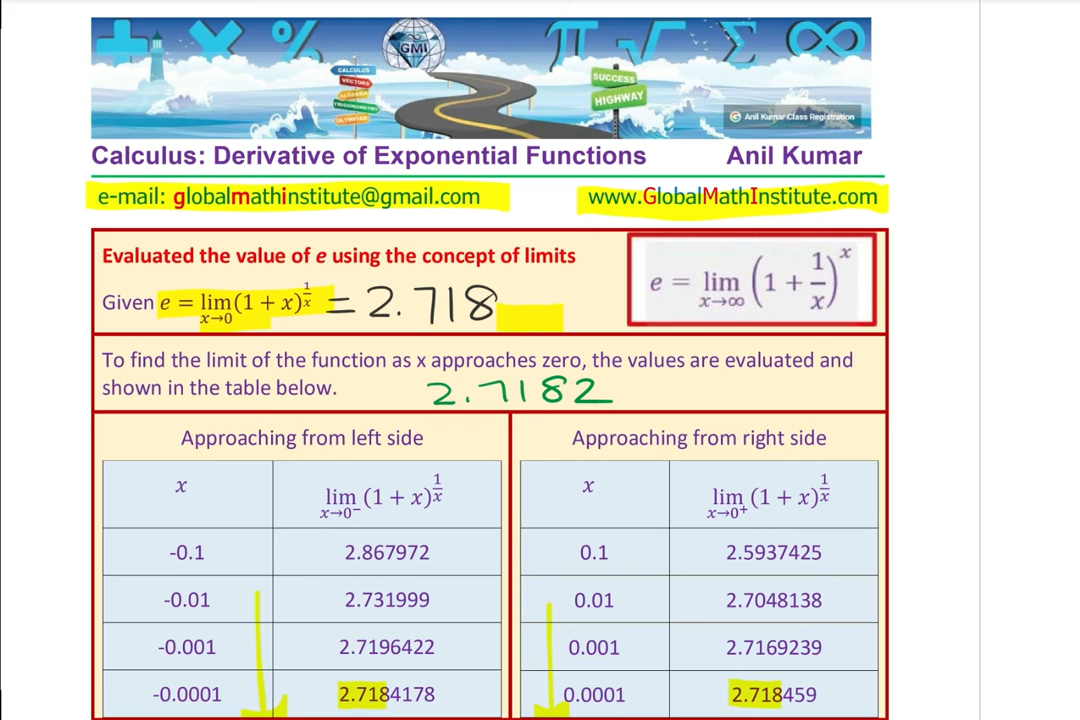 GMI
CALCULUS
VECTORS
ALGEBRA
TRIGONOMETRY
OLYMPIAD
SUCCESS
HIGHWAY
G Anil Kumar Class Registration
Calculus: Derivative of Exponential Functions Anil Kumar
e-mail: globalmathinstitute@gmail.com www.GlobalMathInstitute.com
Evaluated the value of e using the concept of limits
Given e = lim x→0 (1 + x)^(1/x) = 2.718
e = lim x→∞ (1 + 1/x)^x
To find the limit of the function as x approaches zero, the values are evaluated and
shown in the table below. 2.7182
Approaching from left side Approaching from right side
x lim x→0⁻ (1 + x)^(1/x) x lim x→0⁺ (1 + x)^(1/x)
-0.1 2.867972 0.1 2.5937425
-0.01 2.731999 0.01 2.7048138
-0.001 2.7196422 0.001 2.7169239
-0.0001 2.7184178 0.0001 2.718459